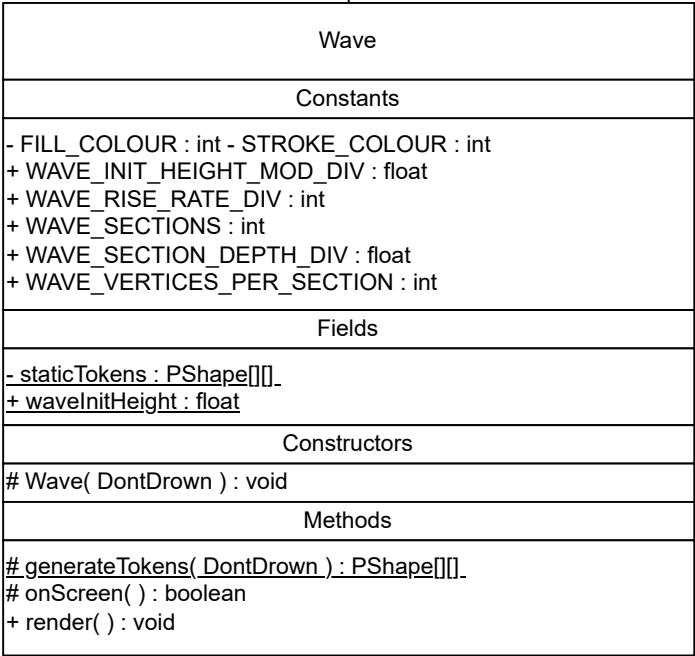 Wave
Constants
- FILL_COLOUR : int - STROKE_COLOUR : int
+ WAVE_INIT_HEIGHT_MOD_DIV : float
+ WAVE_RISE_RATE_DIV : int
+ WAVE_SECTIONS : int
+ WAVE_SECTION_DEPTH_DIV : float
+ WAVE_VERTICES_PER_SECTION : int
Fields
- staticTokens : PShape[][]
+ waveInitHeight : float
Constructors
# Wave( DontDrown ) : void
Methods
# generateTokens( DontDrown ) : PShape[][]
# onScreen( ) : boolean
+ render( ) : void